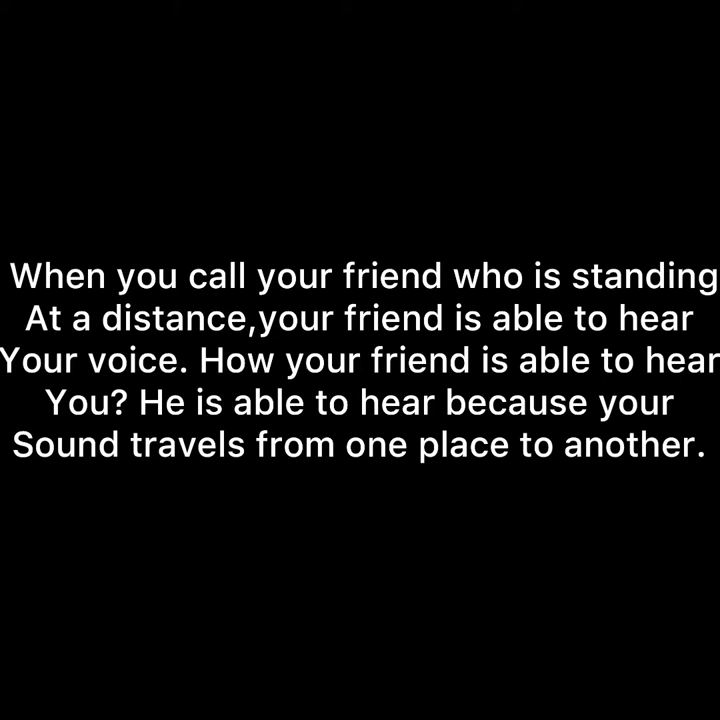 When you call your friend who is standing
At a distance,your friend is able to hear
Your voice. How your friend is able to hear
You? He is able to hear because your
Sound travels from one place to another.